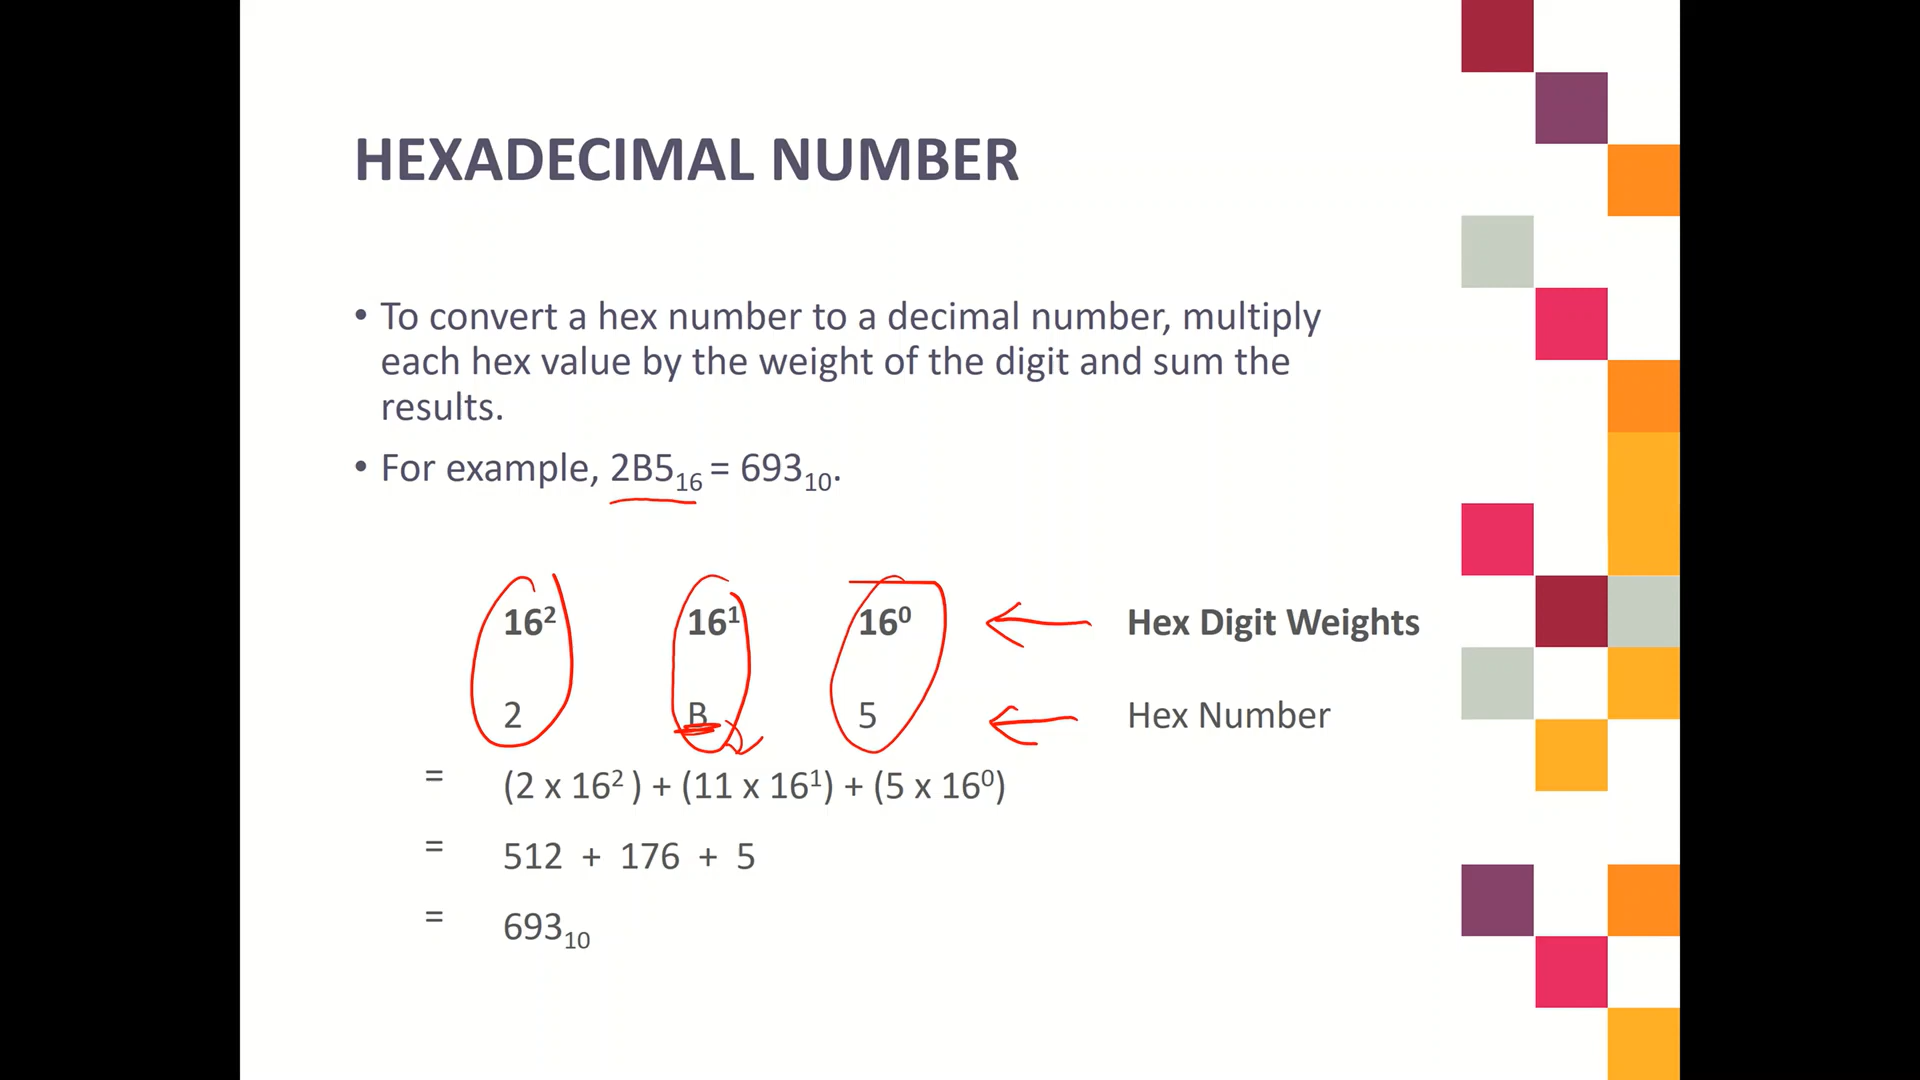 HEXADECIMAL NUMBER
• To convert a hex number to a decimal number, multiply
each hex value by the weight of the digit and sum the
results.
• For example, 2B5₁₆ = 693₁₀.
16² 16¹ 16⁰ Hex Digit Weights
2 B 5 Hex Number
= (2 x 16² ) + (11 x 16¹) + (5 x 16⁰)
= 512 + 176 + 5
= 693₁₀